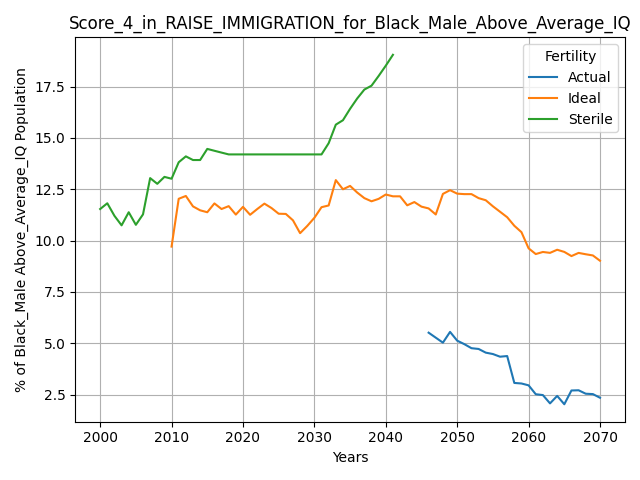 Score_4_in_RAISE_IMMIGRATION_for_Black_Male_Above_Average_IQ
% of Black_Male Above_Average_IQ Population
17.5
15.0
12.5
10.0
7.5
5.0
2.5
Fertility
Actual
Ideal
Sterile
2000 2010 2020 2030 2040 2050 2060 2070
Years